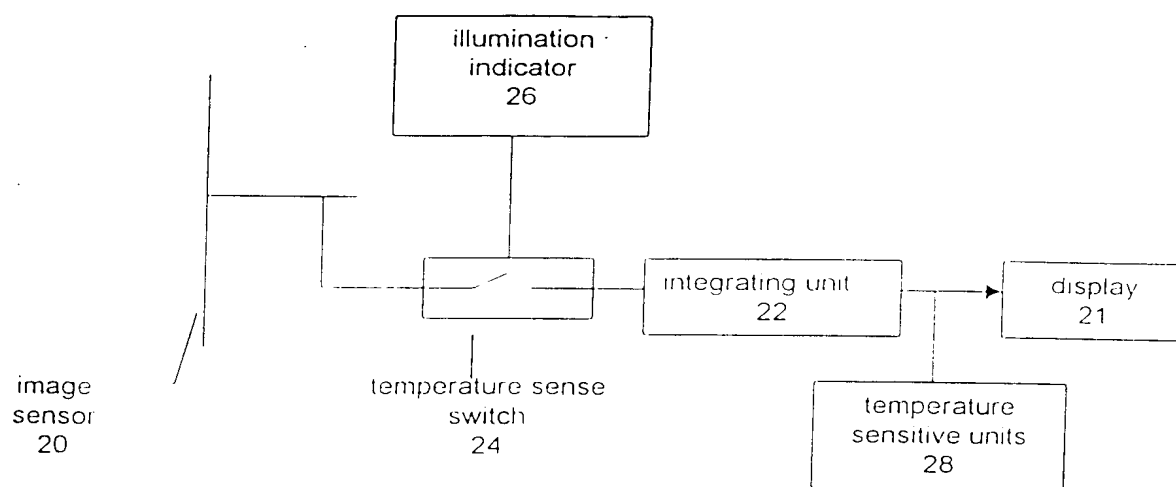 illumination
indicator
26
integrating unit
22
display
21
image
sensor
20
temperature sense
switch
24
temperature
sensitive units
28